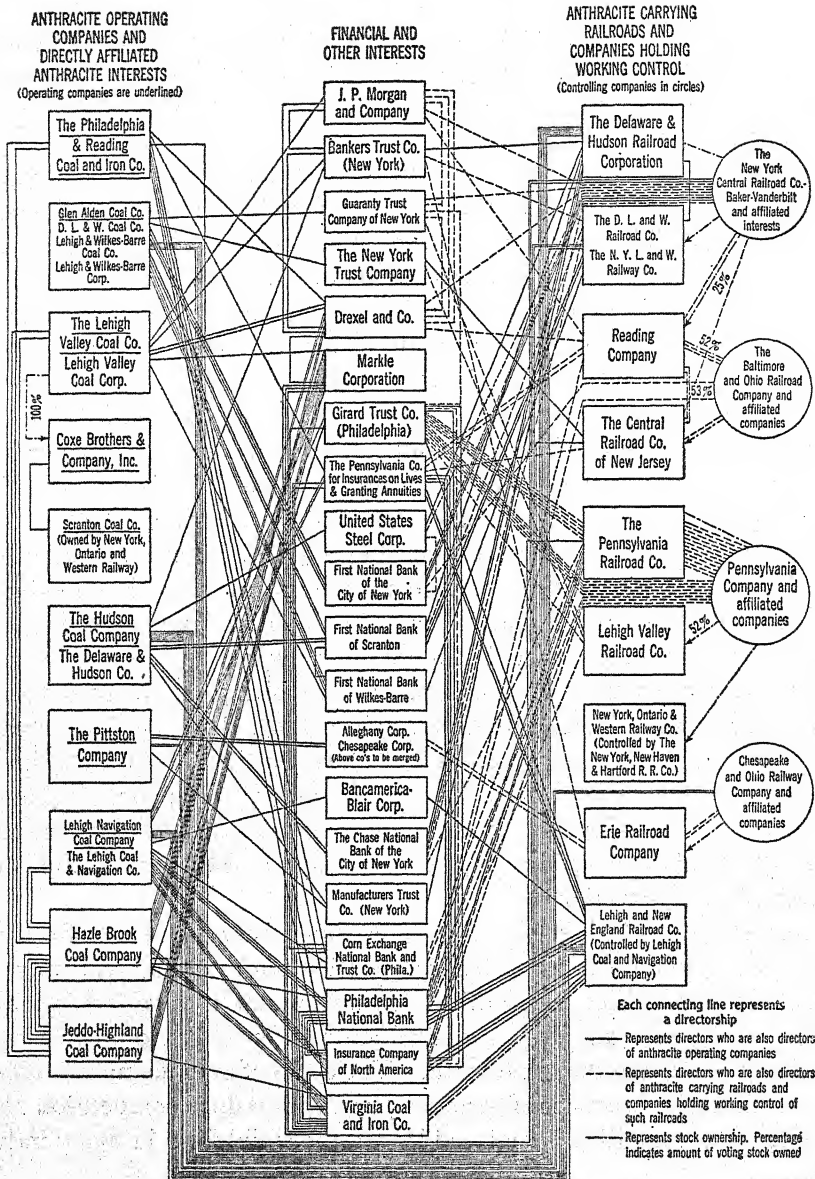 ANTHRACITE OPERATING
COMPANIES AND
DIRECTLY AFFILIATED
ANTHRACITE INTERESTS
(Operating companies are underlined)
The Philadelphia
& Reading
Coal and Iron Co.
Glen Alden Coal Co.
D. L. & W. Coal Co.
Lehigh & Wilkes-Barre
Coal Co.
Lehigh & Wilkes-Barre
Corp.
The Lehigh
Valley Coal Co.
Lehigh Valley
Coal Corp.
100%
Coxe Brothers &
Company, Inc.
Scranton Coal Co.
(Owned by New York,
Ontario and
Western Railway)
The Hudson
Coal Company
The Delaware &
Hudson Co.
The Pittston
Company
Lehigh Navigation
Coal Company
The Lehigh Coal
& Navigation Co.
Hazle Brook
Coal Company
Jeddo-Highland
Coal Company
FINANCIAL AND
OTHER INTERESTS
J. P. Morgan
and Company
Bankers Trust Co.
(New York)
Guaranty Trust
Company of New York
The New York
Trust Company
Drexel and Co.
Markle
Corporation
Girard Trust Co.
(Philadelphia)
The Pennsylvania Co.
for Insurances on Lives
& Granting Annuities
United States
Steel Corp.
First National Bank
of the
City of New York
First National Bank
of Scranton
First National Bank
of Wilkes-Barre
Alleghany Corp.
Chesapeake Corp.
(Above co's to be merged)
Bancamerica-
Blair Corp.
The Chase National
Bank of the
City of New York
Manufacturers Trust
Co. (New York)
Corn Exchange
National Bank and
Trust Co. (Phila.)
Philadelphia
National Bank
Insurance Company
of North America
Virginia Coal
and Iron Co.
ANTHRACITE CARRYING
RAILROADS AND
COMPANIES HOLDING
WORKING CONTROL
(Controlling companies in circles)
The Delaware &
Hudson Railroad
Corporation
The D. L. and W.
Railroad Co.
The N. Y. L. and W.
Railway Co.
Reading
Company
The Central
Railroad Co.
of New Jersey
The
Pennsylvania
Railroad Co.
Lehigh Valley
Railroad Co.
New York, Ontario &
Western Railway Co.
(Controlled by The
New York, New Haven
& Hartford R. R. Co.)
Erie Railroad
Company
Lehigh and New
England Railroad Co.
(Controlled by Lehigh
Coal and Navigation
Company)
The
New York
Central Railroad Co.-
Baker-Vanderbilt
and affiliated
interests
25%
52%
53%
The
Baltimore
and Ohio Railroad
Company and
affiliated
companies
Pennsylvania
Company and
affiliated
companies
52%
Chesapeake
and Ohio Railway
Company and
affiliated
companies
Each connecting line represents
a directorship
Represents directors who are also directors
of anthracite operating companies
Represents directors who are also directors
of anthracite carrying railroads and
companies holding working control of
such railroads
Represents stock ownership. Percentage
indicates amount of voting stock owned